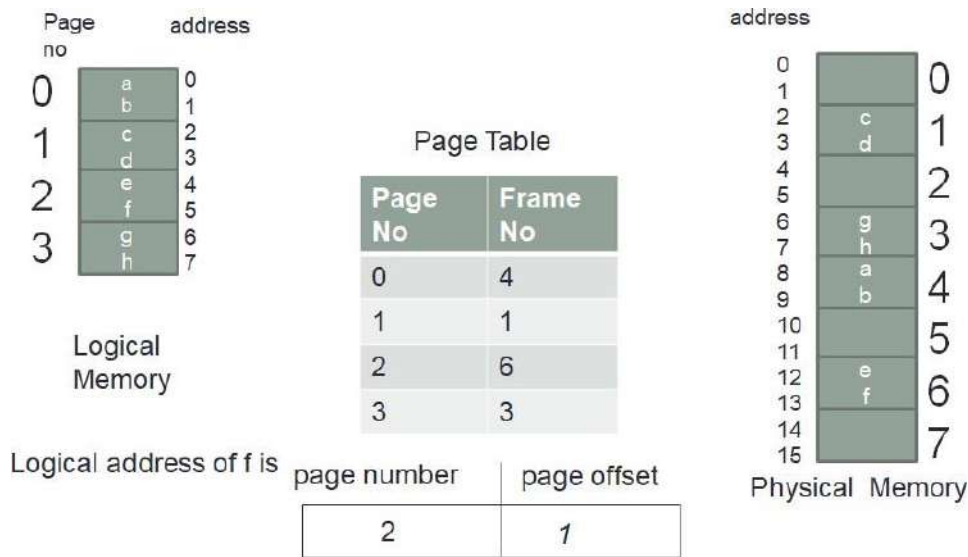 Page
no
address
0
a
0
b
1
1
c
2
d
3
2
e
4
f
5
3
g
6
h
7
Logical
Memory
Page Table
Page
No
Frame
No
0 4
1 1
2 6
3 3
address
0
0
1
2
c
1
3
d
4
2
5
6
g
3
7
h
8
a
4
9
b
10
5
11
12
e
6
13
f
14
7
15
Physical Memory
Logical address of f is
page number page offset
2 1